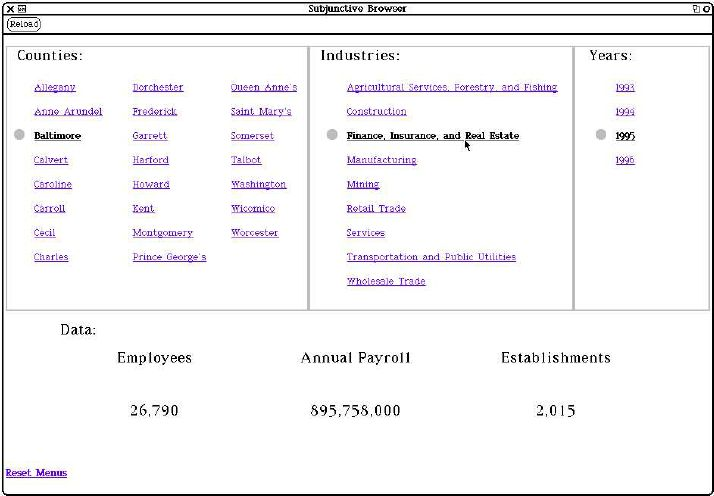 Subjunctive Browser
Reload
Counties:
Allegany Dorchester Queen Anne's
Anne Arundel Frederick Saint Mary's
Baltimore Garrett Somerset
Calvert Harford Talbot
Caroline Howard Washington
Carroll Kent Wicomico
Cecil Montgomery Worcester
Charles Prince George's
Industries:
Agricultural Services, Forestry, and Fishing
Construction
Finance, Insurance, and Real Estate
Manufacturing
Mining
Retail Trade
Services
Transportation and Public Utilities
Wholesale Trade
Years:
1993
1994
1995
1996
Data:
Employees Annual Payroll Establishments
26,790 895,758,000 2,015
Reset Menus